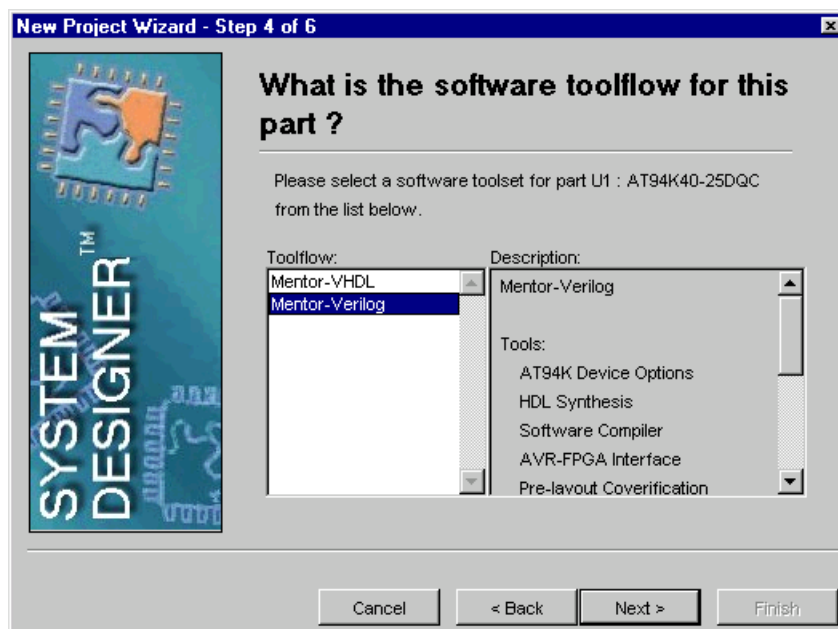 New Project Wizard - Step 4 of 6
SYSTEM
DESIGNER™
What is the software toolflow for this
part ?
Please select a software toolset for part U1 : AT94K40-25DQC
from the list below.
Toolflow:
Mentor-VHDL
Mentor-Verilog
Description:
Mentor-Verilog
Tools:
AT94K Device Options
HDL Synthesis
Software Compiler
AVR-FPGA Interface
Pre-layout Coverification
Cancel
< Back
Next >
Finish